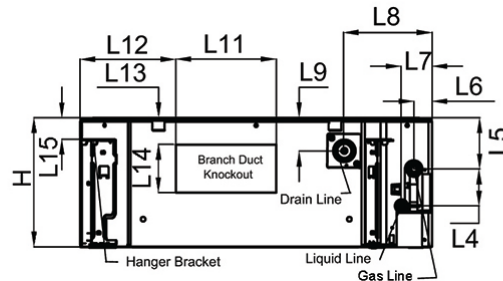 L8
L12
L11
L7
L13
L9
L6
L5
L15
H
L14
Branch Duct
Knockout
Drain Line
L4
Hanger Bracket
Liquid Line
Gas Line